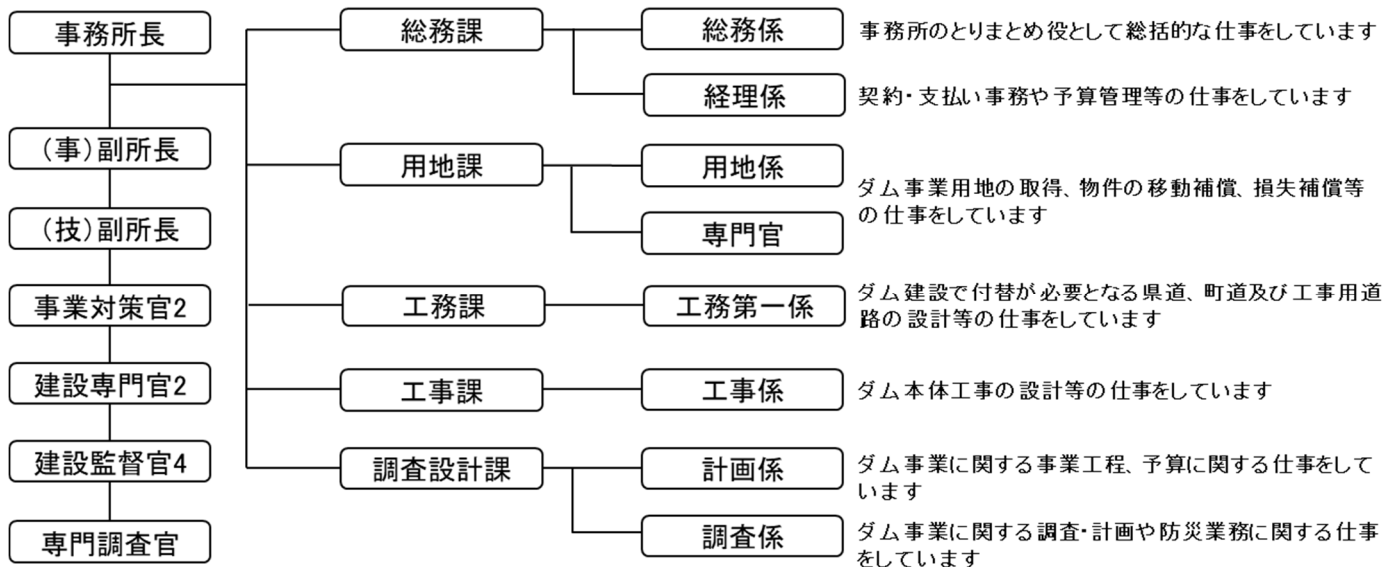 事務所長
(事)副所長
(技)副所長
事業対策官2
建設専門官2
建設監督官4
専門調査官
総務課
総務係
事務所のとりまとめ役として総括的な仕事をしています
経理係
契約・支払い事務や予算管理等の仕事をしています
用地課
用地係
専門官
ダム事業用地の取得、物件の移動補償、損失補償等
の仕事をしています
工務課
工務第一係
ダム建設で付替が必要となる県道、町道及び工事用道
路の設計等の仕事をしています
工事課
工事係
ダム本体工事の設計等の仕事をしています
調査設計課
計画係
ダム事業に関する事業工程、予算に関する仕事をして
います
調査係
ダム事業に関する調査・計画や防災業務に関する仕事
をしています